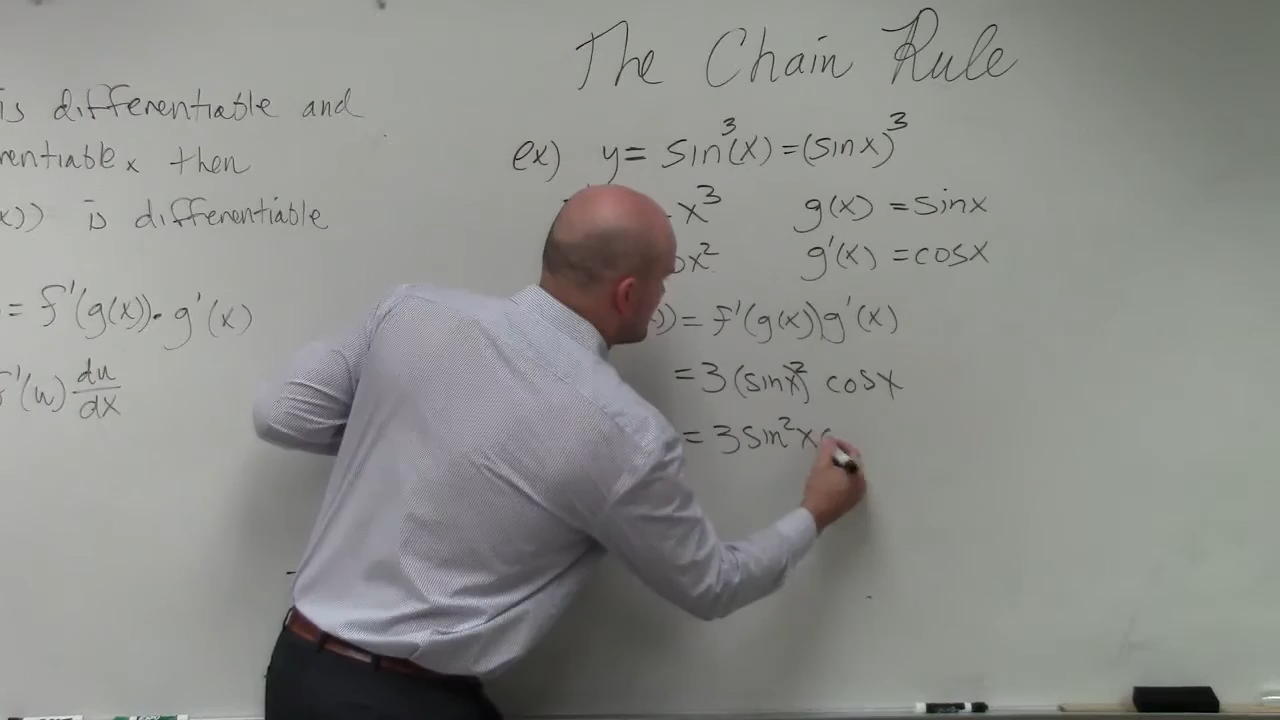 The Chain Rule
is differentiable and
x then
x)) is differentiable
= f'(g(x))·g'(x)
f'(u) du/dx
ex) y = sin³(x) = (sinx)³
x³ g(x) = sinx
x² g'(x) = cosx
)) = f'(g(x))g'(x)
= 3(sinx)² cosx
= 3sin²x